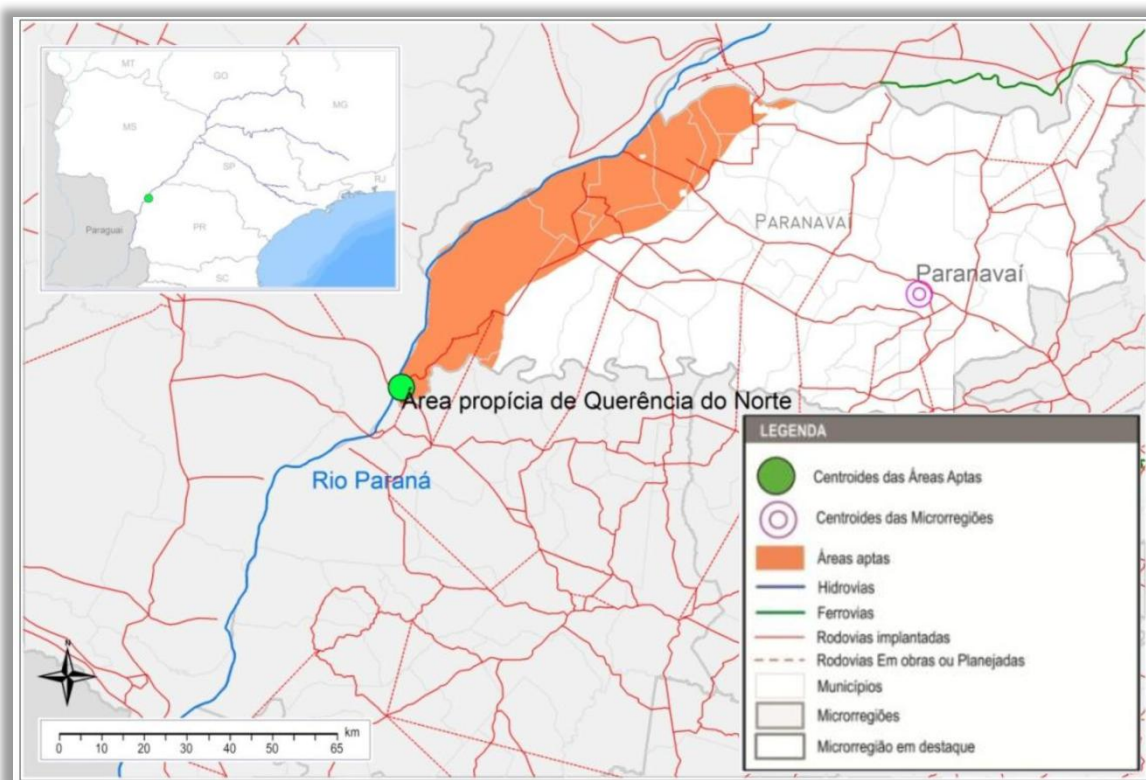 MT
GO
MS
MG
SP
RJ
Paraguai
PR
SC
PARANAVAÍ
Paranavaí
Área propícia de Querência do Norte
Rio Paraná
LEGENDA
Centroides das Áreas Aptas
Centroides das Microrregiões
Áreas aptas
Hidrovias
Ferrovias
Rodovias implantadas
Rodovias Em obras ou Planejadas
Municípios
Microrregiões
Microrregião em destaque
N
km
0 5 10 20 30 40 50 65